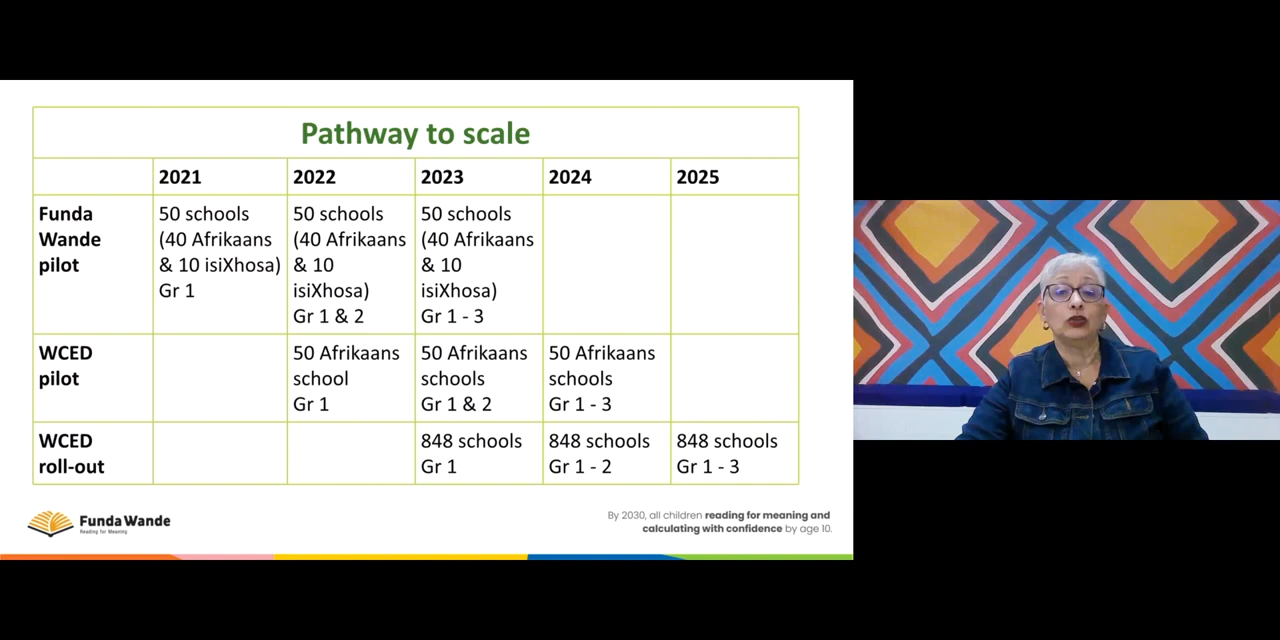 Pathway to scale
2021
2022
2023
2024
2025
Funda
Wande
pilot
50 schools
(40 Afrikaans
& 10 isiXhosa)
Gr 1
50 schools
(40 Afrikaans
& 10
isiXhosa)
Gr 1 & 2
50 schools
(40 Afrikaans
& 10
isiXhosa)
Gr 1 - 3
WCED
pilot
50 Afrikaans
school
Gr 1
50 Afrikaans
schools
Gr 1 & 2
50 Afrikaans
schools
Gr 1 - 3
WCED
roll-out
848 schools
Gr 1
848 schools
Gr 1 - 2
848 schools
Gr 1 - 3
Funda Wande
Reading for Meaning
By 2030, all children reading for meaning and
calculating with confidence by age 10.